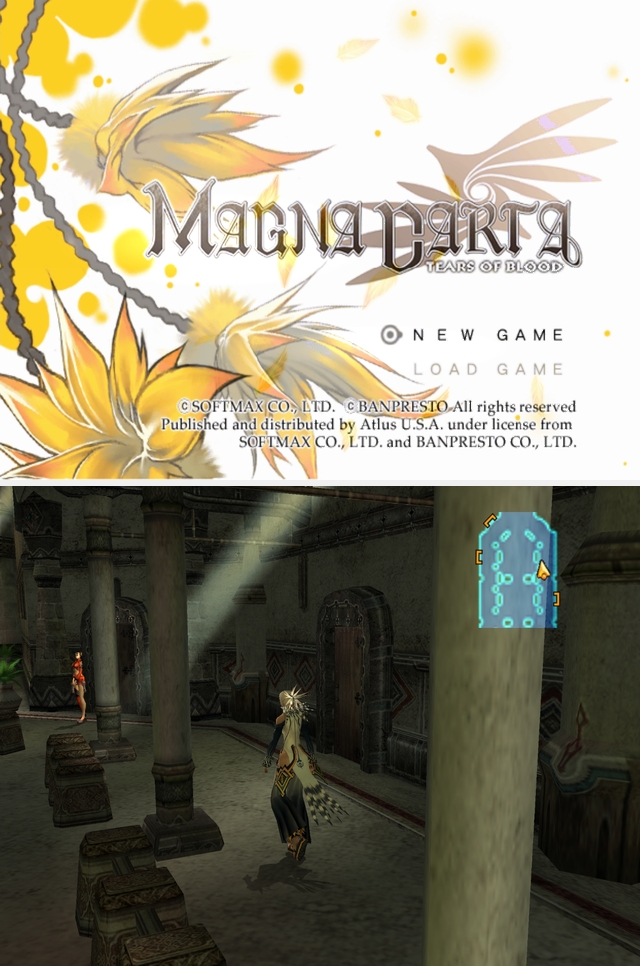 MAGNA CARTA
TEARS OF BLOOD
NEW GAME
LOAD GAME
©SOFTMAX CO., LTD. ©BANPRESTO All rights reserved
Published and distributed by Atlus U.S.A. under license from
SOFTMAX CO., LTD. and BANPRESTO CO., LTD.